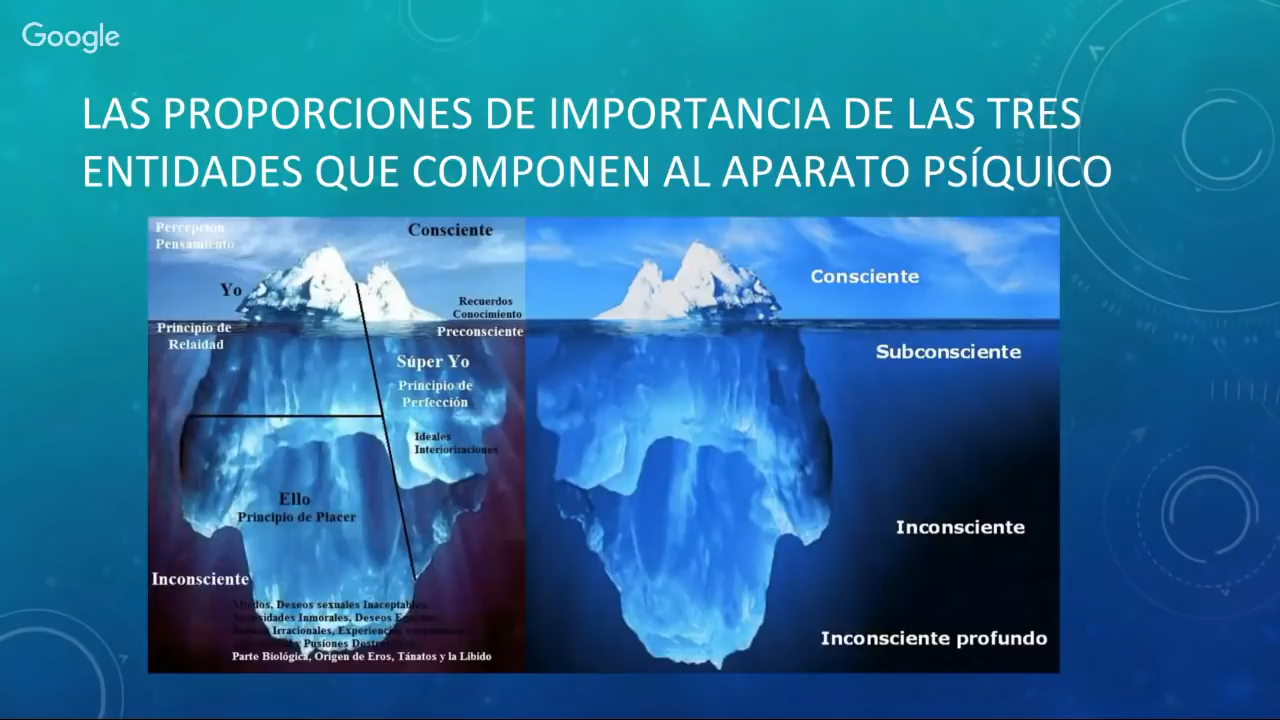 Google
LAS PROPORCIONES DE IMPORTANCIA DE LAS TRES
ENTIDADES QUE COMPONEN AL APARATO PSÍQUICO
Percepción
Pensamiento
Consciente
Yo
Recuerdos
Conocimiento
Principio de
Relaidad
Preconsciente
Súper Yo
Principio de
Perfección
Ideales
Interiorizaciones
Ello
Principio de Placer
Inconsciente
Deseos sexuales Inaceptables,
Inmorales, Deseos
Irracionales, Experiencias
y Pusiones
Parte Biológica, Origen de Eros, Tánatos y la Libido
Consciente
Subconsciente
Inconsciente
Inconsciente profundo